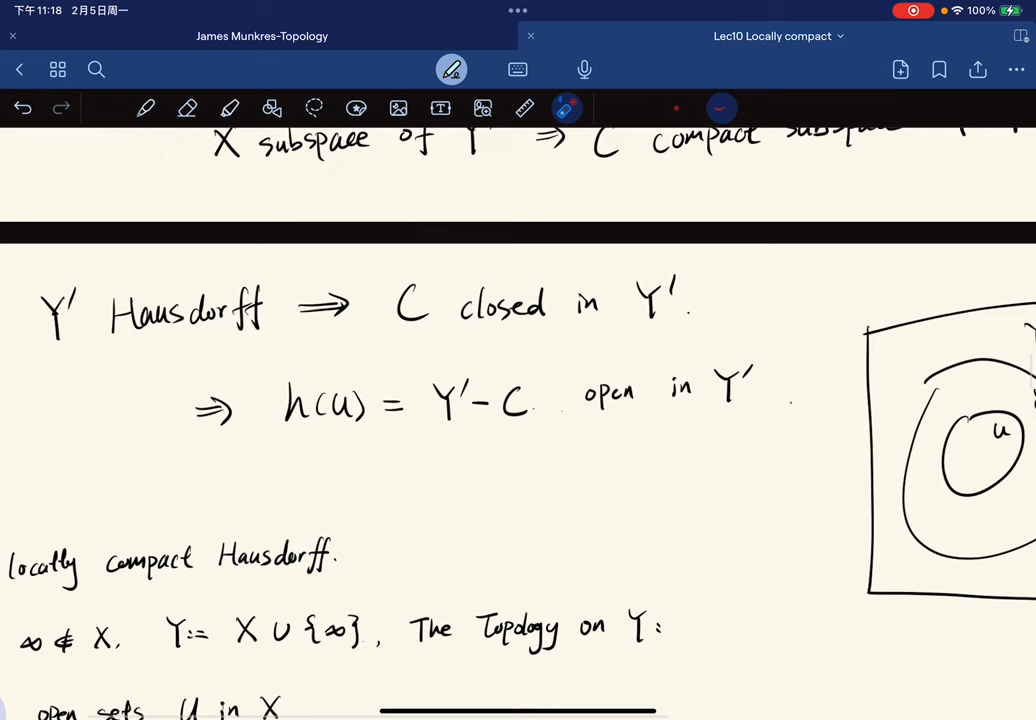 下午11:18 2月5日周一
100%
James Munkres-Topology
Lec10 Locally compact
X subspace of Y' ⟹ C compact
Y' Hausdorff ⟹ C closed in Y'.
⟹ h(u) = Y' - C . open in Y' .
u
locally compact Hausdorff.
∞ ∉ X, Y:= X ∪ {∞}, The Topology on Y:
open sets U in X